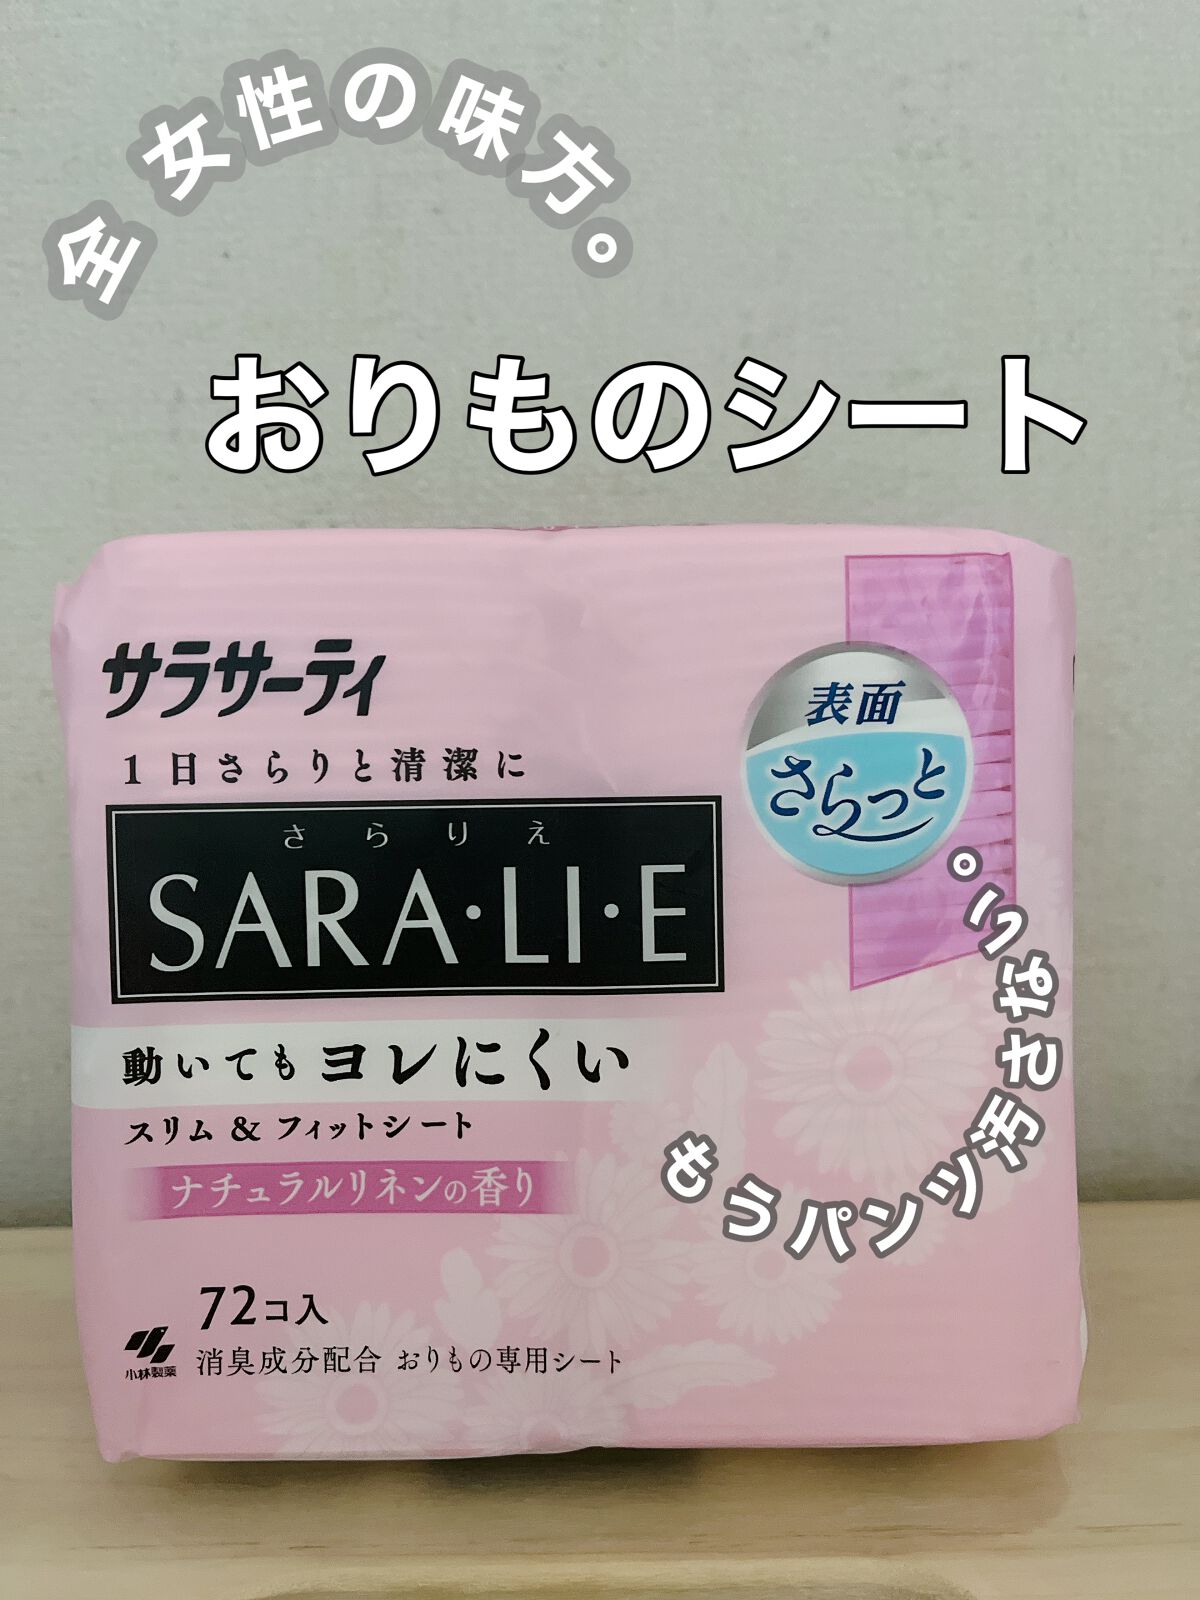 全女性の味方。
おりものシート
サラサーティ
1日さらりと清潔に
さらりえ
SARA・LI・E
表面
さらっと
動いてもヨレにくい
スリム & フィットシート
ナチュラルリネンの香り
もうパンツ汚さない。
72コ入
消臭成分配合 おりもの専用シート
小林製薬